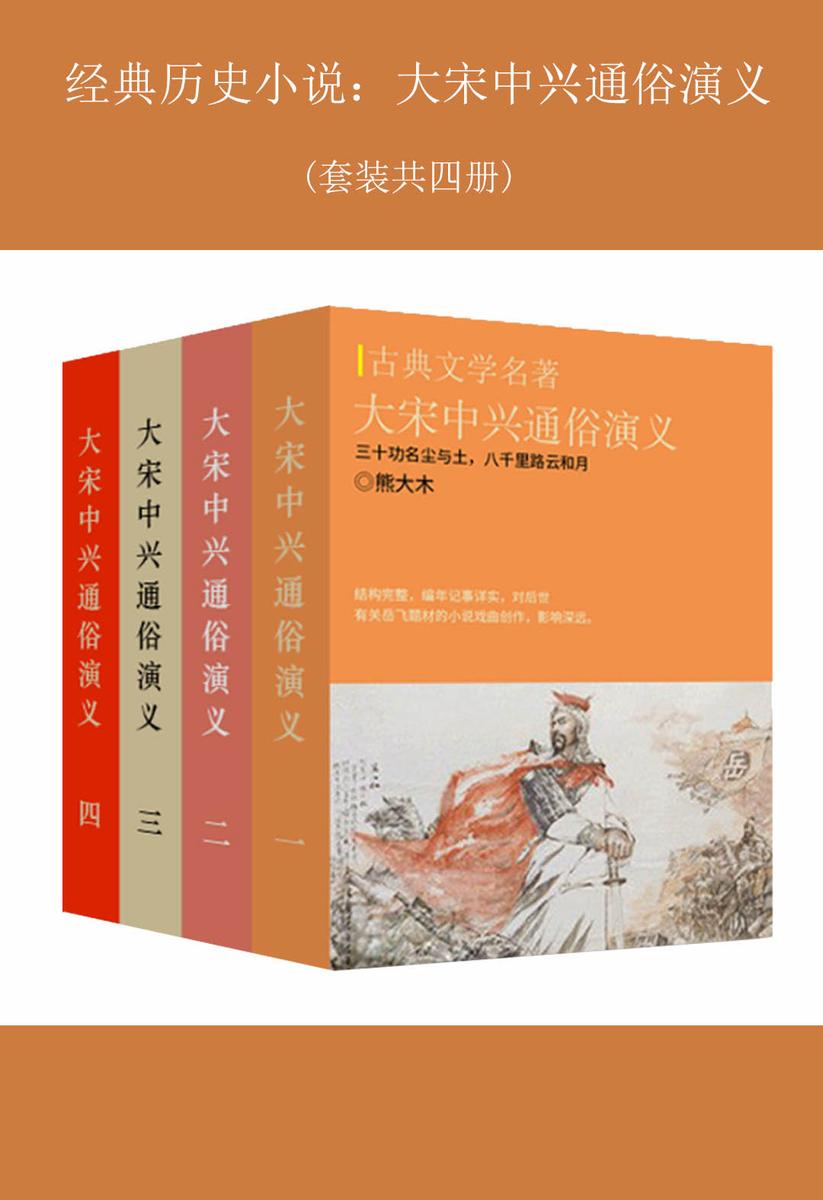 经典历史小说：大宋中兴通俗演义
（套装共四册）
古典文学名著
大宋中兴通俗演义
三十功名尘与土，八千里路云和月
◎熊大木
结构完整，编年记事详实，对后世
有关岳飞题材的小说戏曲创作，影响深远。
岳
大宋中兴通俗演义 一
大宋中兴通俗演义 二
大宋中兴通俗演义 三
大宋中兴通俗演义 四